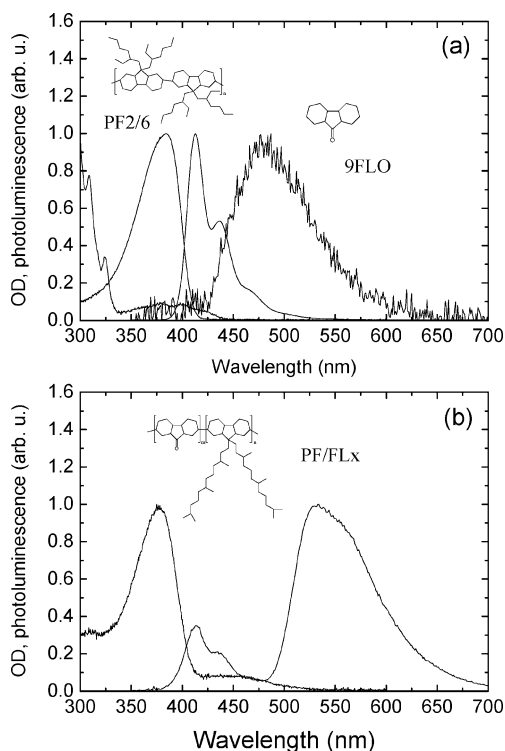 (a)
OD, photoluminescence (arb. u.)
1.6
1.4
1.2
1.0
0.8
0.6
0.4
0.2
0.0
PF2/6
n
9FLO
O
300 350 400 450 500 550 600 650 700
Wavelength (nm)
(b)
OD, photoluminescence (arb. u.)
1.6
1.4
1.2
1.0
0.8
0.6
0.4
0.2
0.0
PF/FLx
O
300 350 400 450 500 550 600 650 700
Wavelength (nm)